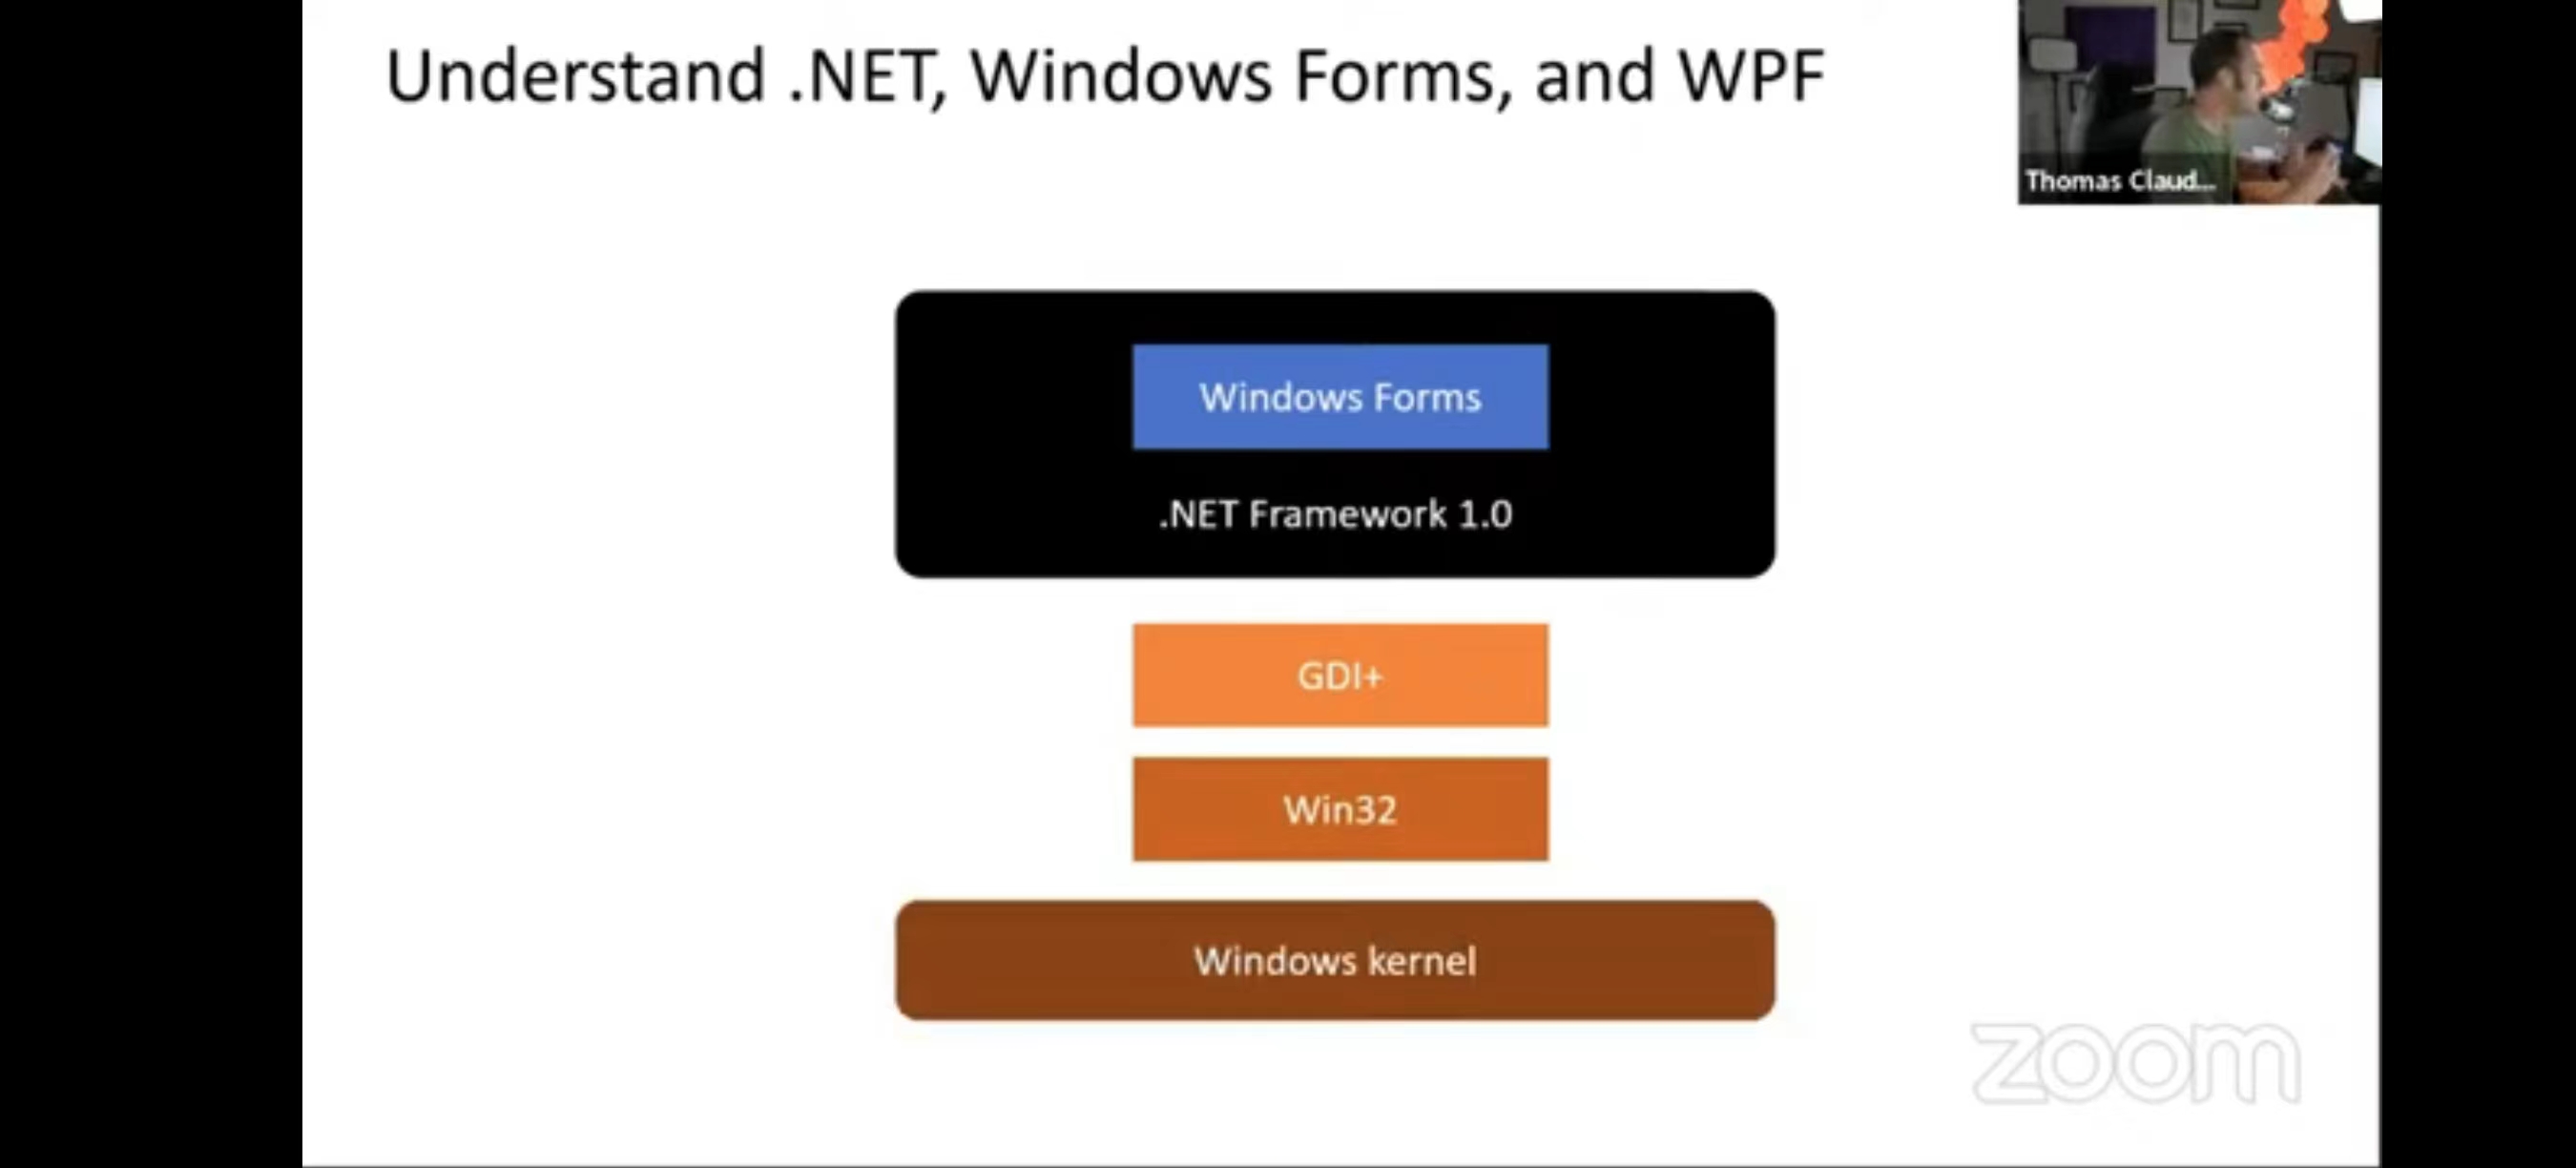 Understand .NET, Windows Forms, and WPF
Thomas Claud...
Windows Forms
.NET Framework 1.0
GDI+
Win32
Windows kernel
zoom